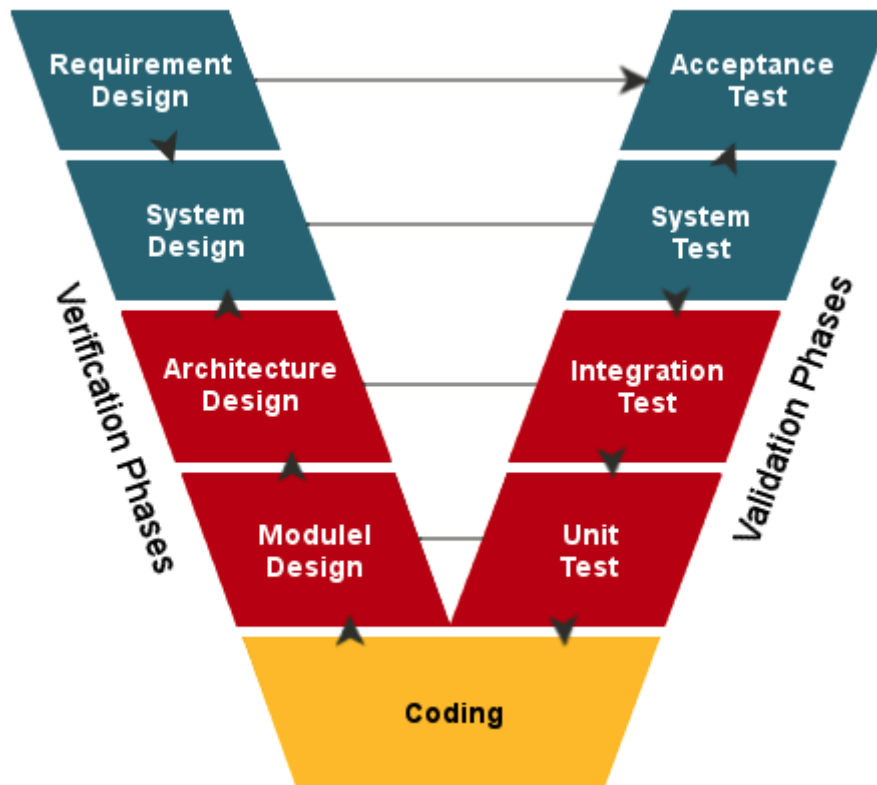 Requirement
Design
Acceptance
Test
System
Design
System
Test
Architecture
Design
Integration
Test
Modulel
Design
Unit
Test
Coding
Verification Phases
Validation Phases